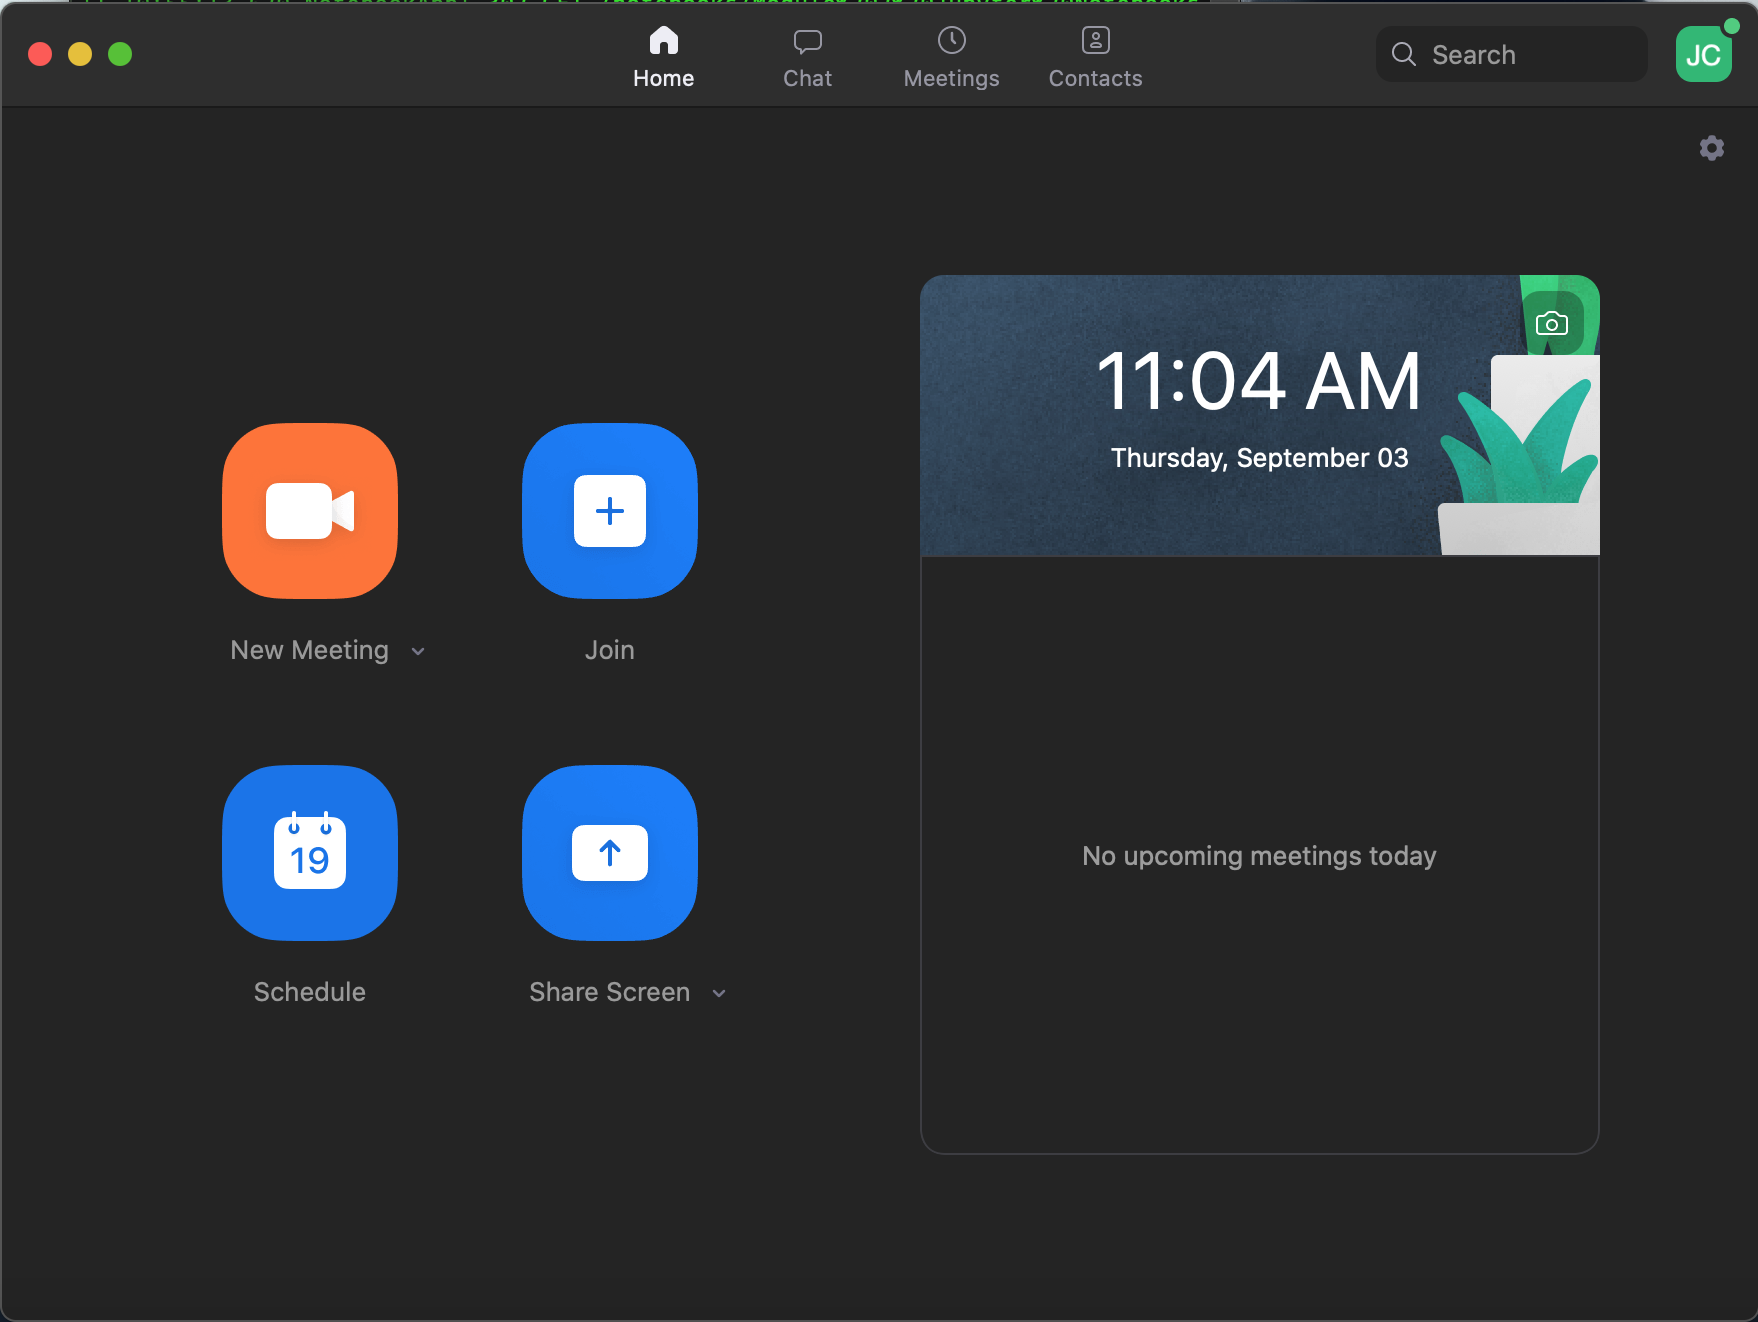 Home
Chat
Meetings
Contacts
Search
JC
11:04 AM
Thursday, September 03
New Meeting
Join
19
Schedule
Share Screen
No upcoming meetings today